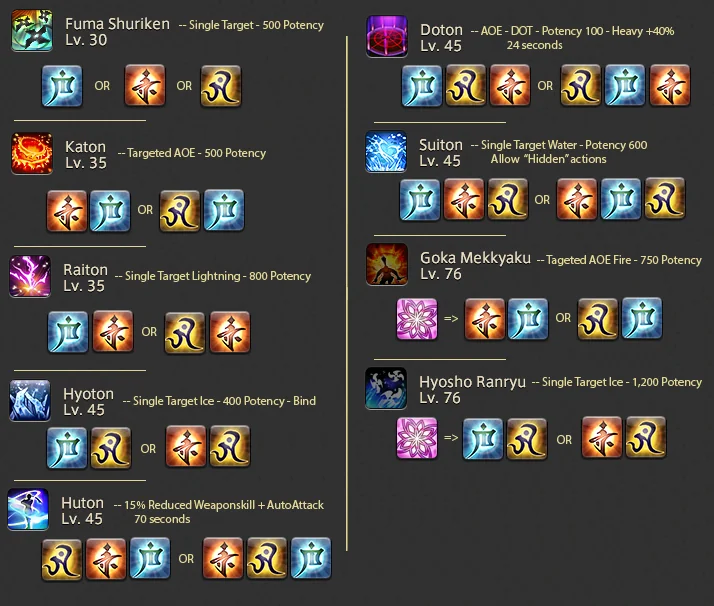 Fuma Shuriken -- Single Target - 500 Potency
Lv. 30
OR OR
Katon -- Targeted AOE - 500 Potency
Lv. 35
OR
Raiton -- Single Target Lightning - 800 Potency
Lv. 35
OR
Hyoton -- Single Target Ice - 400 Potency - Bind
Lv. 45
OR
Huton -- 15% Reduced Weaponskill + AutoAttack
Lv. 45 70 seconds
OR
Doton -- AOE - DOT - Potency 100 - Heavy +40%
Lv. 45 24 seconds
OR
Suiton -- Single Target Water - Potency 600
Lv. 45 Allow "Hidden" actions
OR
Goka Mekkyaku -- Tageted AOE Fire - 750 Potency
Lv. 76
=> OR
Hyosho Ranryu -- Single Target Ice - 1,200 Potency
Lv. 76
=> OR